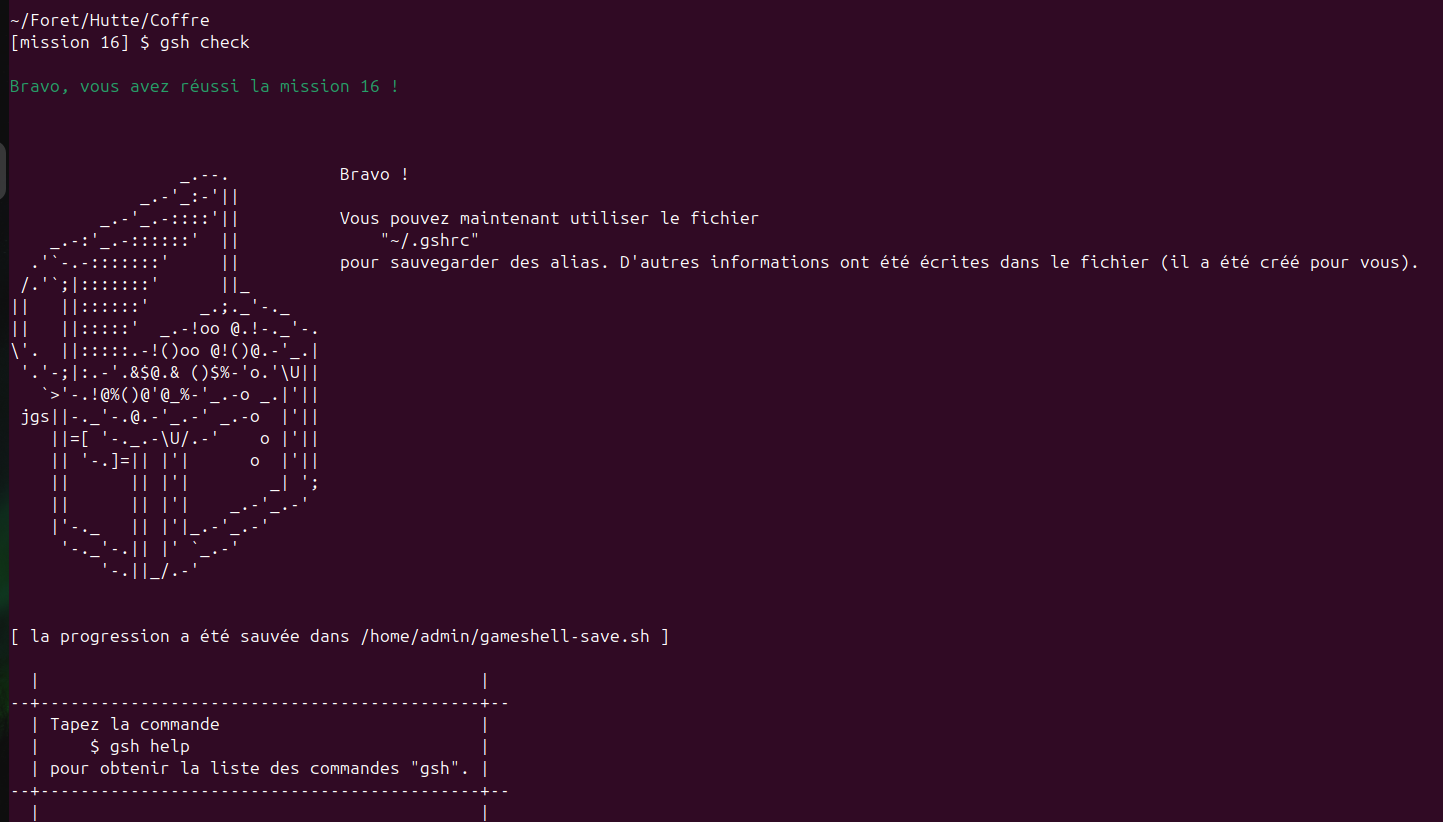 ~/Foret/Hutte/Coffre
[mission 16] $ gsh check
Bravo, vous avez réussi la mission 16 !
Bravo !
Vous pouvez maintenant utiliser le fichier
"~/.gshrc"
pour sauvegarder des alias. D'autres informations ont été écrites dans le fichier (il a été créé pour vous).
jgs
[ la progression a été sauvée dans /home/admin/gameshell-save.sh ]
Tapez la commande
$ gsh help
pour obtenir la liste des commandes "gsh".